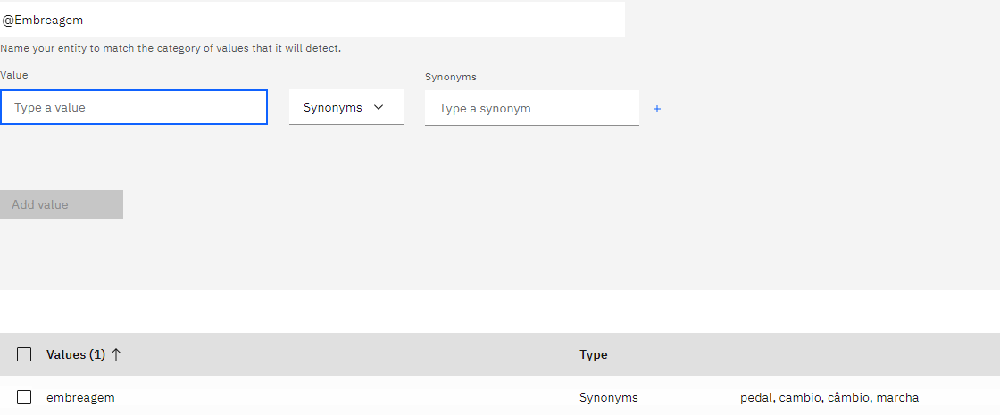 @Embreagem
Name your entity to match the category of values that it will detect.
Value
Synonyms
Type a value
Synonyms
Type a synonym
+
Add value
Values (1) ↑ Type
embreagem Synonyms pedal, cambio, câmbio, marcha